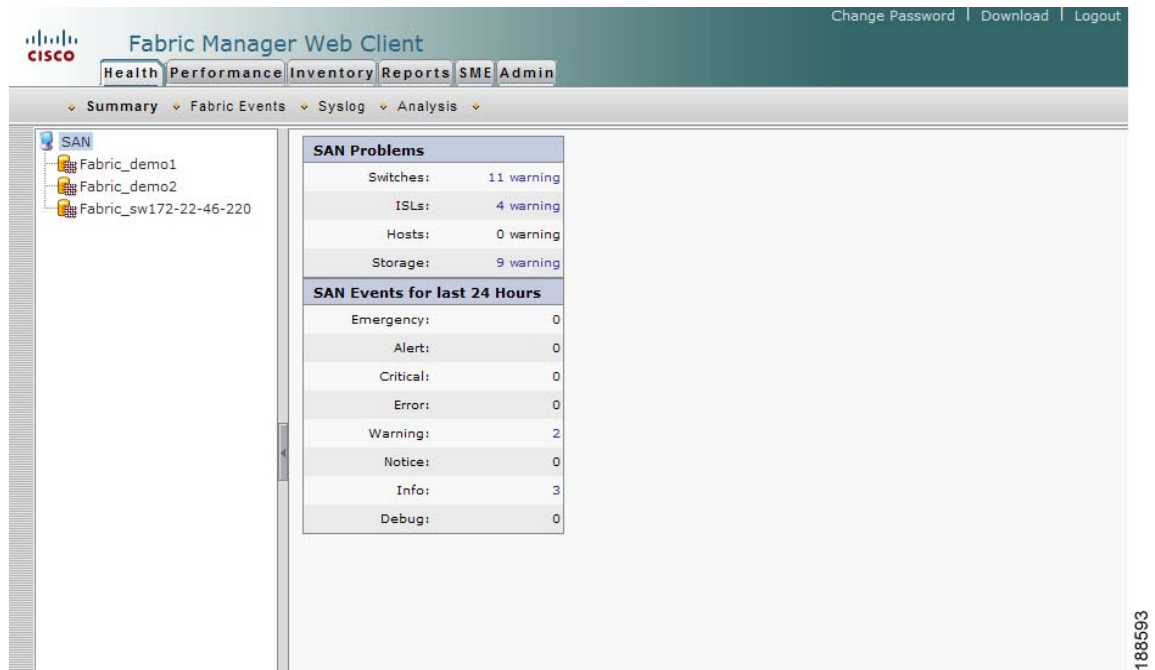 Change Password | Download | Logout
CISCO
Fabric Manager Web Client
Health Performance Inventory Reports SME Admin
Summary Fabric Events Syslog Analysis
SAN
Fabric_demo1
Fabric_demo2
Fabric_sw172-22-46-220
SAN Problems
Switches: 11 warning
ISLs: 4 warning
Hosts: 0 warning
Storage: 9 warning
SAN Events for last 24 Hours
Emergency: 0
Alert: 0
Critical: 0
Error: 0
Warning: 2
Notice: 0
Info: 3
Debug: 0
188593